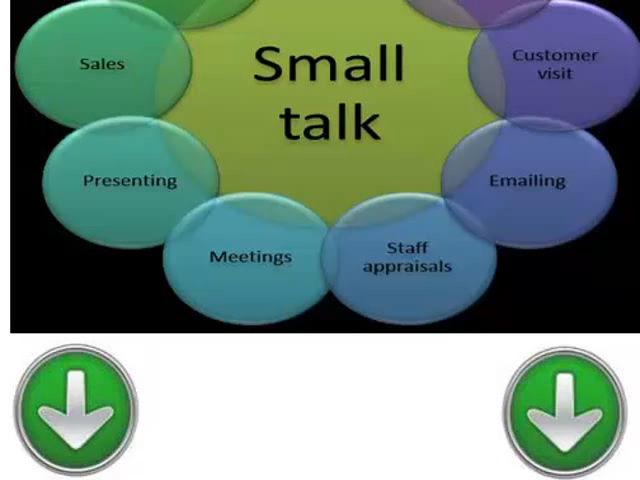 Small
talk
Sales
Customer
visit
Presenting
Emailing
Meetings
Staff
appraisals